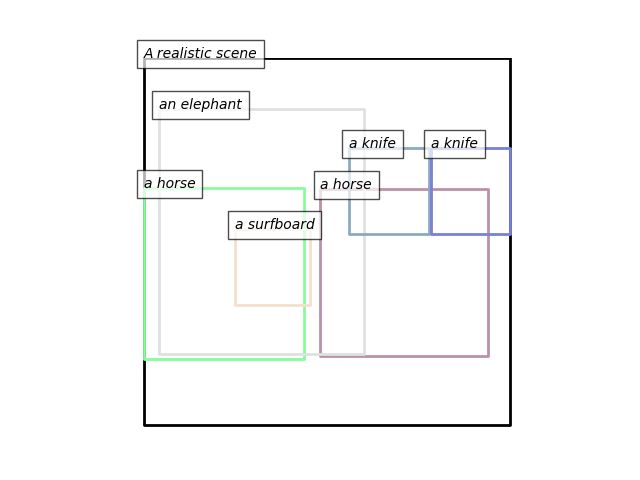 A realistic scene
an elephant
a knife
a knife
a horse
a horse
a surfboard